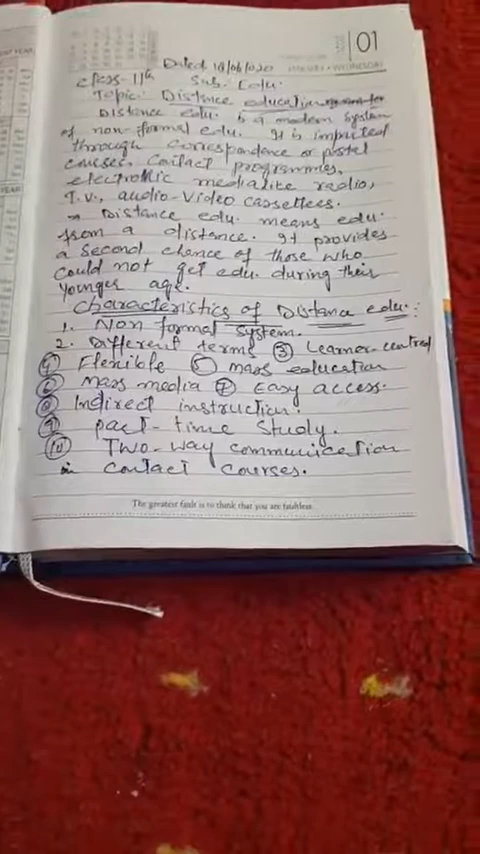 01
JANUARY • WEDNESDAY
Dated 18/06/2020
Class-11th Sub- Edu.
Topic: Distance education
Distance edu. is a modern system
of non formal edu. It is imparted
through correspondence or postel
courses, contact programmes,
electronic media like radio,
T.V., audio-Video cassettees.
→ Distance edu. means edu.
from a distance. It provides
a second chance of those who
could not get edu. during their
younger age.
Characteristics of Distance edu.:
1. Non formal system.
2. Different terms ③ Learner-centred
④ Flexible ⑤ mass education
⑥ Mass media ⑦ Easy access.
⑧ Indirect instruction.
⑨ part-time study.
⑩ Two-way communication
in contact courses.
The greatest fault is to think that you are faultless.
YEAR